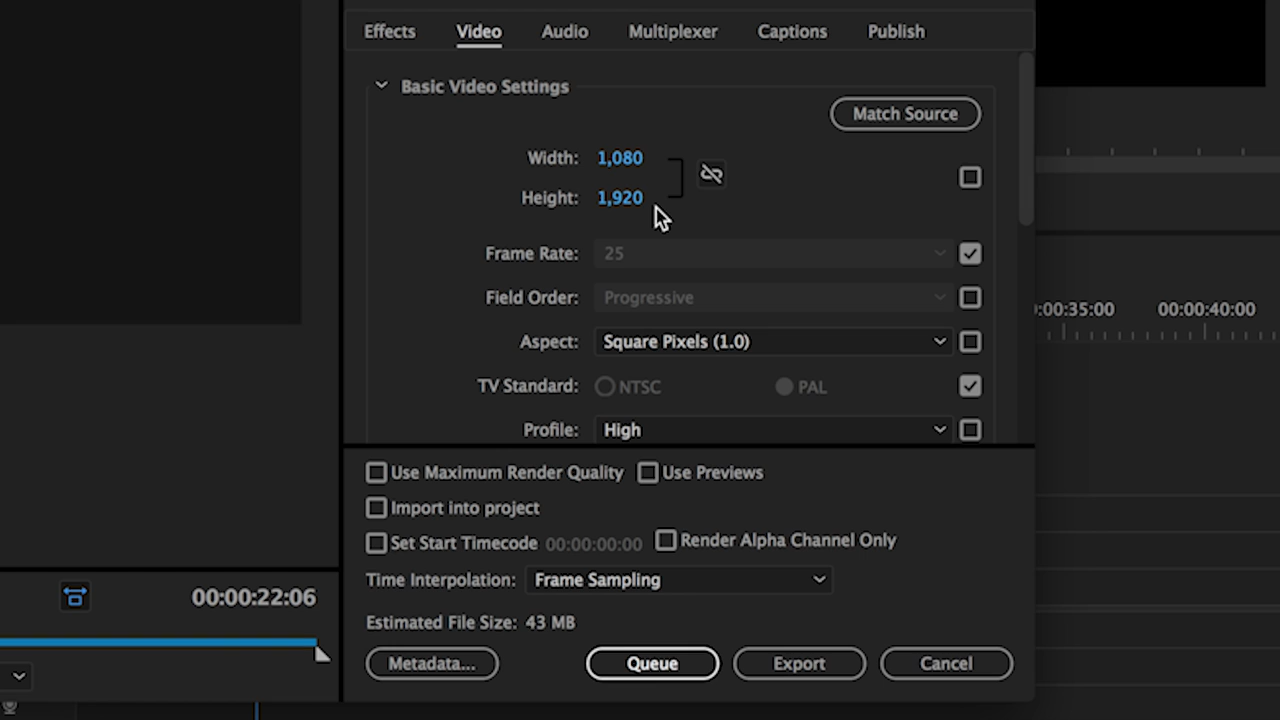 Effects Video Audio Multiplexer Captions Publish
Basic Video Settings
Match Source
Width: 1,080
Height: 1,920
Frame Rate: 25
Field Order: Progressive
:00:35:00 00:00:40:00
Aspect: Square Pixels (1.0)
TV Standard: NTSC PAL
Profile: High
Use Maximum Render Quality Use Previews
Import into project
Set Start Timecode 00:00:00:00 Render Alpha Channel Only
Time Interpolation: Frame Sampling
00:00:22:06
Estimated File Size: 43 MB
Metadata... Queue Export Cancel